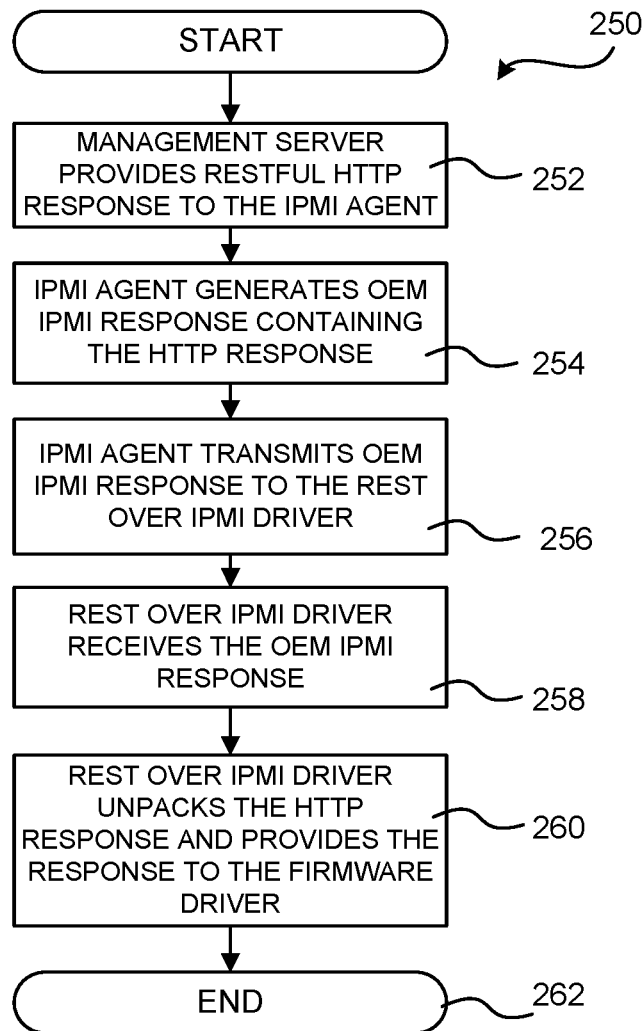 START
250
MANAGEMENT SERVER
PROVIDES RESTFUL HTTP
RESPONSE TO THE IPMI AGENT
252
IPMI AGENT GENERATES OEM
IPMI RESPONSE CONTAINING
THE HTTP RESPONSE
254
IPMI AGENT TRANSMITS OEM
IPMI RESPONSE TO THE REST
OVER IPMI DRIVER
256
REST OVER IPMI DRIVER
RECEIVES THE OEM IPMI
RESPONSE
258
REST OVER IPMI DRIVER
UNPACKS THE HTTP
RESPONSE AND PROVIDES THE
RESPONSE TO THE FIRMWARE
DRIVER
260
END
262